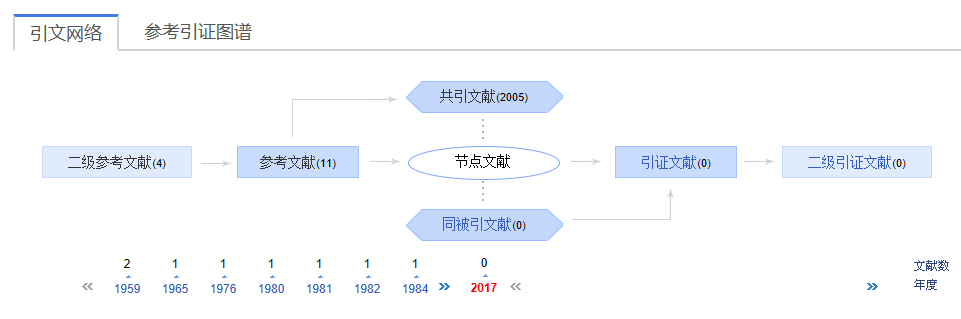 引文网络 参考引证图谱
共引文献(2005)
二级参考文献(4) 参考文献(11) 节点文献 引证文献(0) 二级引证文献(0)
同被引文献(0)
2 1 1 1 1 1 1 0 文献数
« 1959 1965 1976 1980 1981 1982 1984 » 2017 « » 年度